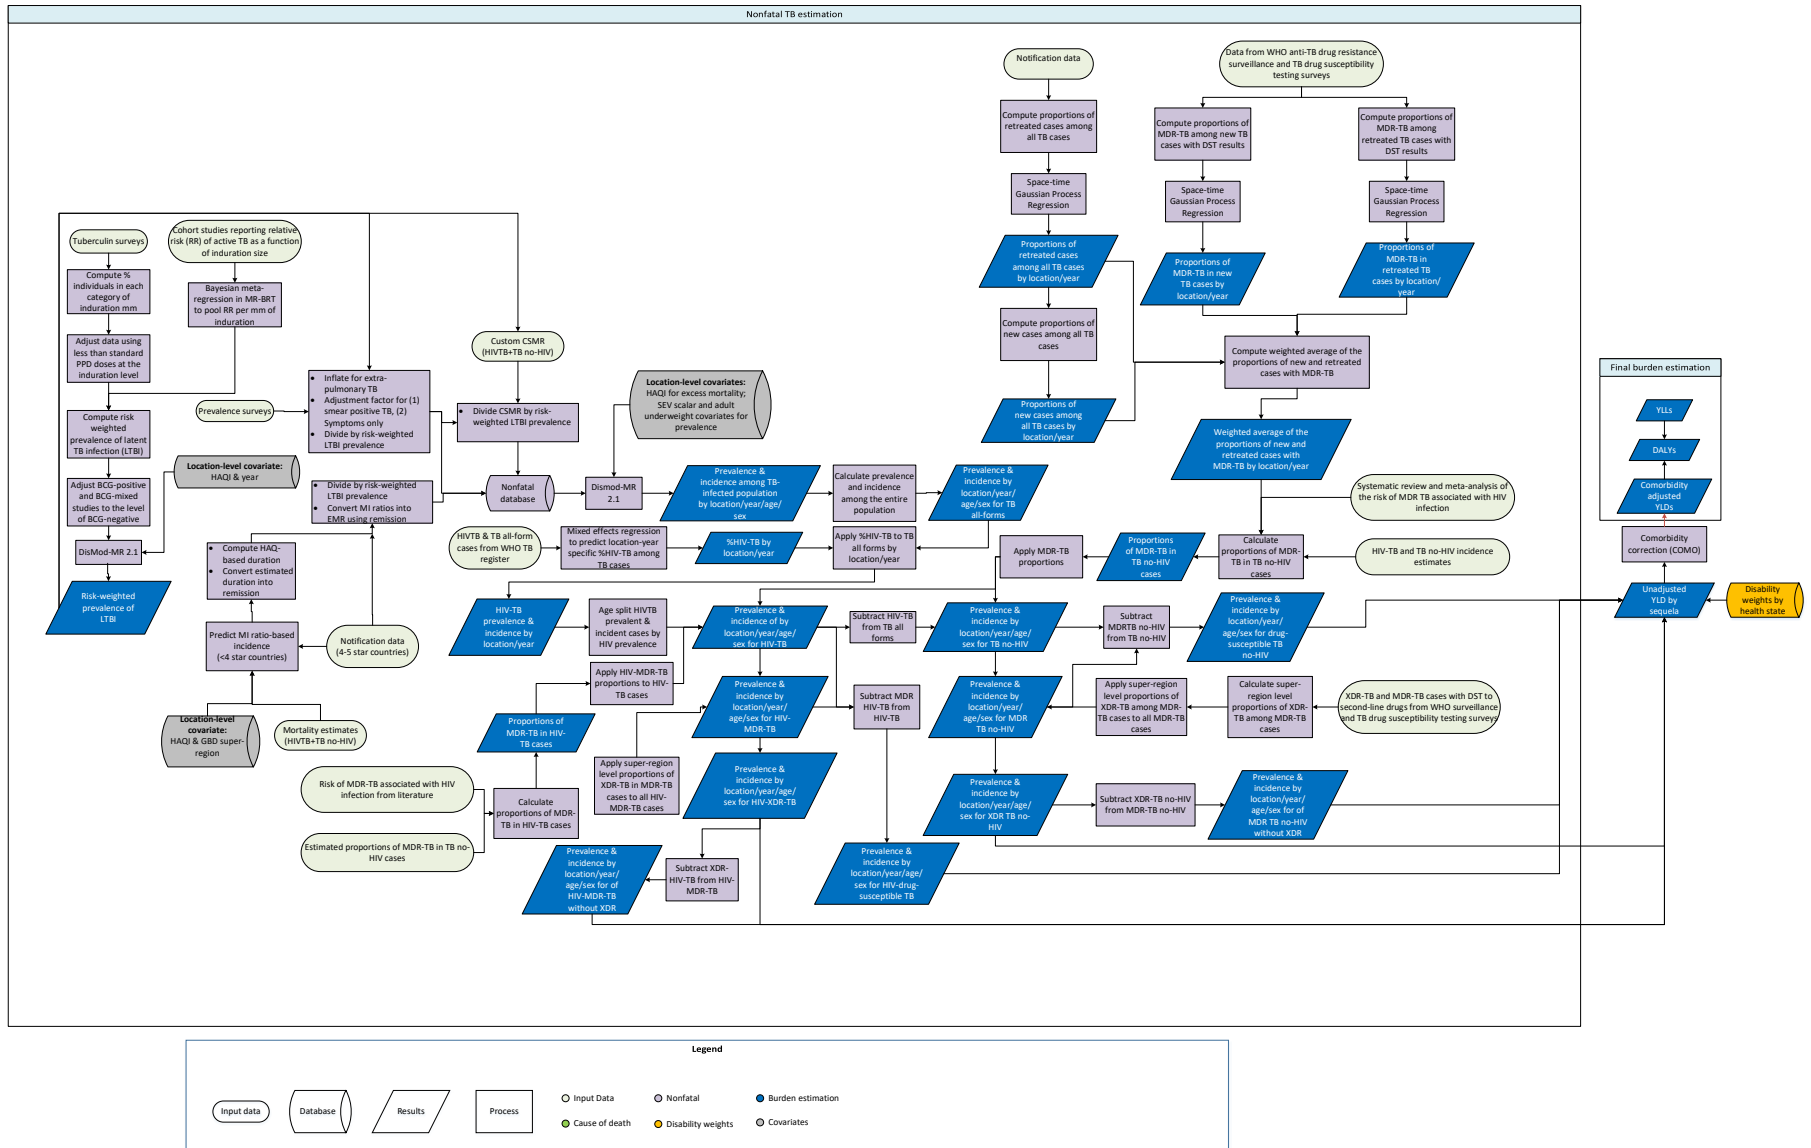 Nonfatal TB estimation
Notification data
Data from WHO anti-TB drug resistance
surveillance and TB drug susceptibility
testing surveys
Compute proportions of
retreated cases among
all TB cases
Compute proportions of
MDR-TB among new TB
cases with DST results
Compute proportions of
MDR-TB among
retreated TB cases with
DST results
Space-time
Gaussian Process
Regression
Space-time
Gaussian Process
Regression
Space-time
Gaussian Process
Regression
Proportions of
retreated cases
among all TB cases
by location/year
Proportions of
MDR-TB in new
TB cases by
location/year
Proportions of
MDR-TB in
retreated TB
cases by location/
year
Compute proportions of
new cases among all TB
cases
Compute weighted average of the
proportions of new and retreated
cases with MDR-TB
Proportions of
new cases among
all TB cases by
location/year
Weighted average of the
proportions of new and
retreated cases with
MDR-TB by location/year
Tuberculin surveys
Cohort studies reporting relative
risk (RR) of active TB as a function
of induration size
Compute %
individuals in each
category of
induration mm
Bayesian meta-
regression in MR-BRT
to pool RR per mm of
induration
Adjust data using
less than standard
PPD doses at the
induration level
Compute risk
weighted
prevalence of latent
TB infection (LTBI)
Adjust BCG-positive
and BCG-mixed
studies to the level
of BCG-negative
Location-level covariate:
HAQI & year
DisMod-MR 2.1
Risk-weighted
prevalence of
LTBI
Prevalence surveys
• Inflate for extra-
pulmonary TB
• Adjustment factor for (1)
smear positive TB, (2)
Symptoms only
• Divide by risk-weighted
LTBI prevalence
Custom CSMR
(HIVTB+TB no-HIV)
• Divide CSMR by risk-
weighted LTBI prevalence
Location-level covariates:
HAQI for excess mortality;
SEV scalar and adult
underweight covariates for
prevalence
• Divide by risk-weighted
LTBI prevalence
• Convert MI ratios into
EMR using remission
Nonfatal
database
Dismod-MR
2.1
Prevalence &
incidence among TB-
infected population
by location/year/age/
sex
Calculate prevalence
and incidence
among the entire
population
Prevalence &
incidence by
location/year/
age/sex for TB
all-forms
• Compute HAQ-
based duration
• Convert estimated
duration into
remission
Predict MI ratio-based
incidence
(<4 star countries)
Notification data
(4-5 star countries)
Location-level
covariate:
HAQI & GBD super-
region
Mortality estimates
(HIVTB+TB no-HIV)
HIVTB & TB all-form
cases from WHO TB
register
Mixed effects regression
to predict location-year
specific %HIV-TB among
TB cases
%HIV-TB by
location/year
Apply %HIV-TB to TB
all forms by
location/year
Apply MDR-TB
proportions
Proportions
of MDR-TB in
TB no-HIV
cases
Calculate
proportions of MDR-
TB in TB no-HIV
cases
Systematic review and meta-analysis of
the risk of MDR TB associated with HIV
infection
HIV-TB and TB no-HIV incidence
estimates
HIV-TB
prevalence &
incidence by
location/year
Age split HIVTB
prevalent &
incident cases by
HIV prevalence
Prevalence &
incidence of by
location/year/age/
sex for HIV-TB
Subtract HIV-TB
from TB all
forms
Prevalence &
incidence by
location/year/age/
sex for TB no-HIV
Subtract
MDRTB no-HIV
from TB no-HIV
Prevalence &
incidence by
location/year/
age/sex for drug-
susceptible TB
no-HIV
Apply HIV-MDR-TB
proportions to HIV-
TB cases
Proportions of
MDR-TB in HIV-
TB cases
Prevalence &
incidence by
location/year/
age/sex for HIV-
MDR-TB
Subtract MDR
HIV-TB from
HIV-TB
Prevalence &
incidence by
location/year/
age/sex for MDR
TB no-HIV
Apply super-region
level proportions of
XDR-TB among MDR-
TB cases to all MDR-TB
cases
Calculate super-
region level
proportions of XDR-
TB among MDR-TB
cases
XDR-TB and MDR-TB cases with DST to
second-line drugs from WHO surveillance
and TB drug susceptibility testing surveys
Risk of MDR-TB associated with HIV
infection from literature
Calculate
proportions of MDR-
TB in HIV-TB cases
Estimated proportions of MDR-TB in TB no-
HIV cases
Apply super-region
level proportions of
XDR-TB in MDR-TB
cases to all HIV-
MDR-TB cases
Prevalence &
incidence by
location/year/age/
sex for HIV-XDR-TB
Prevalence &
incidence by
location/year/age/
sex for XDR TB no-
HIV
Subtract XDR-TB no-HIV
from MDR-TB no-HIV
Prevalence &
incidence by
location/year/
age/sex for of
MDR TB no-HIV
without XDR
Prevalence &
incidence by
location/year/
age/sex for of
HIV-MDR-TB
without XDR
Subtract XDR-
HIV-TB from HIV-
MDR-TB
Prevalence &
incidence by
location/year/age/
sex for HIV-drug-
susceptible TB
Final burden estimation
YLLs
DALYs
Comorbidity
adjusted
YLDs
Comorbidity
correction (COMO)
Unadjusted
YLD by
sequela
Disability
weights by
health state
Legend
Input data
Database
Results
Process
Input Data
Nonfatal
Burden estimation
Cause of death
Disability weights
Covariates